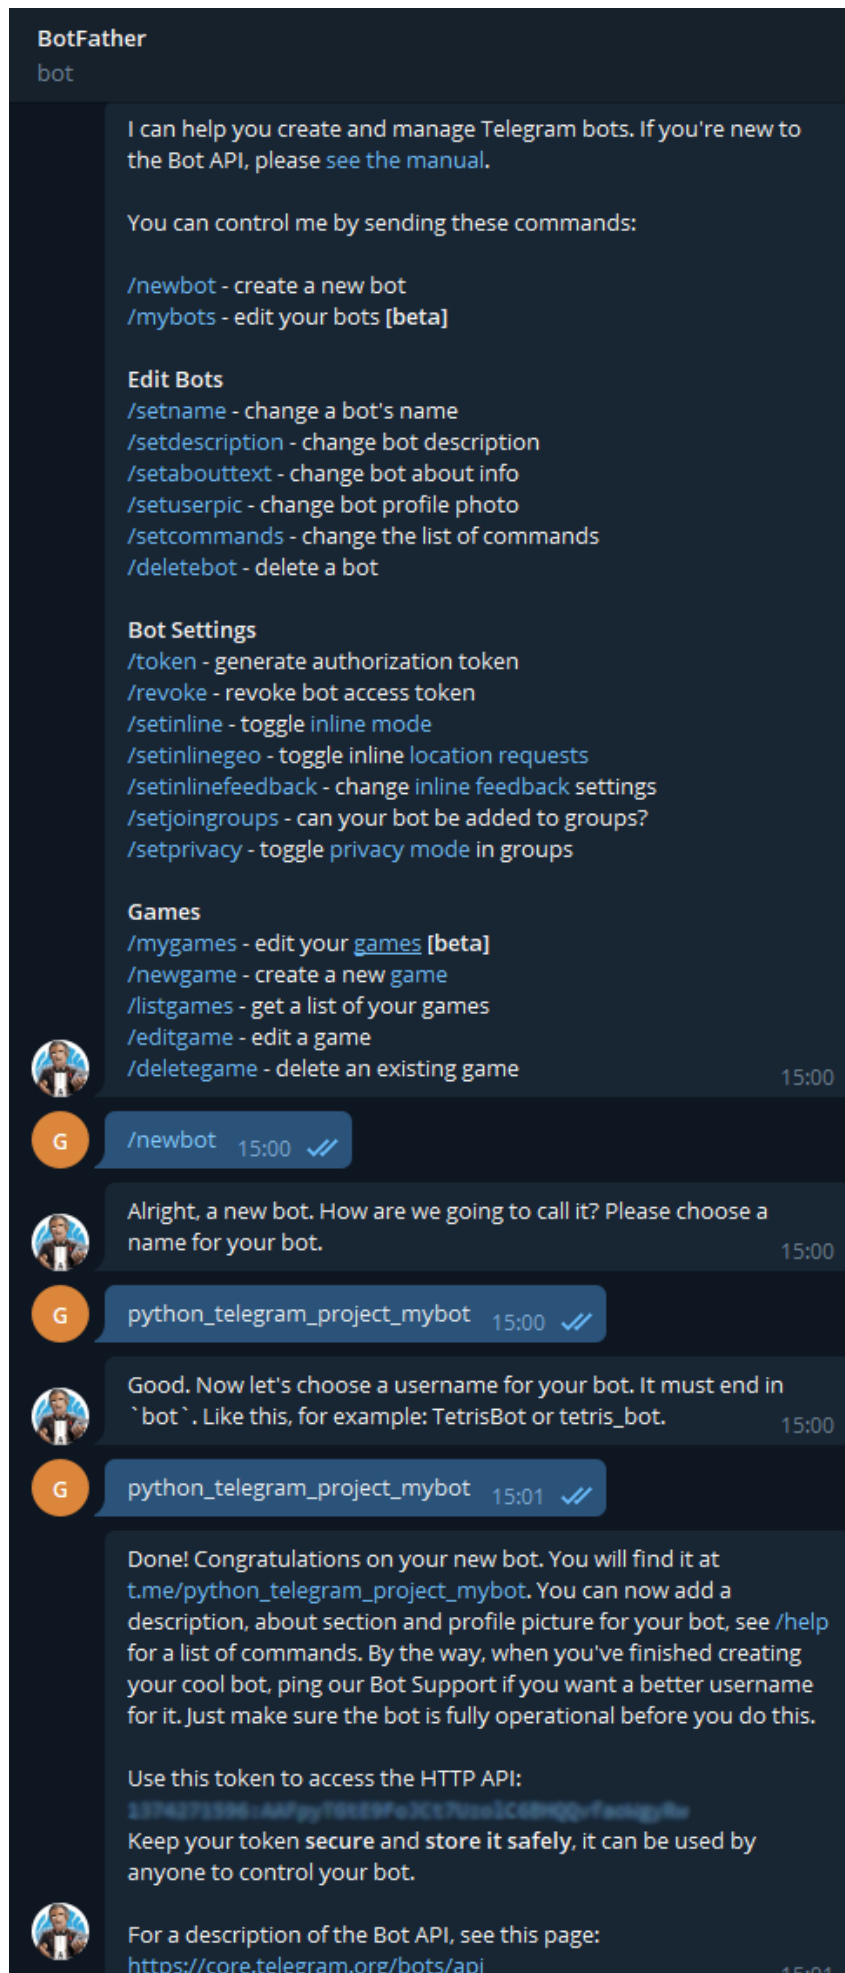 BotFather
bot
I can help you create and manage Telegram bots. If you're new to
the Bot API, please see the manual.
You can control me by sending these commands:
/newbot - create a new bot
/mybots - edit your bots [beta]
Edit Bots
/setname - change a bot's name
/setdescription - change bot description
/setabouttext - change bot about info
/setuserpic - change bot profile photo
/setcommands - change the list of commands
/deletebot - delete a bot
Bot Settings
/token - generate authorization token
/revoke - revoke bot access token
/setinline - toggle inline mode
/setinlinegeo - toggle inline location requests
/setinlinefeedback - change inline feedback settings
/setjoingroups - can your bot be added to groups?
/setprivacy - toggle privacy mode in groups
Games
/mygames - edit your games [beta]
/newgame - create a new game
/listgames - get a list of your games
/editgame - edit a game
/deletegame - delete an existing game
15:00
G
/newbot 15:00
Alright, a new bot. How are we going to call it? Please choose a
name for your bot.
15:00
G
python_telegram_project_mybot 15:00
Good. Now let's choose a username for your bot. It must end in
`bot`. Like this, for example: TetrisBot or tetris_bot.
15:00
G
python_telegram_project_mybot 15:01
Done! Congratulations on your new bot. You will find it at
t.me/python_telegram_project_mybot. You can now add a
description, about section and profile picture for your bot, see /help
for a list of commands. By the way, when you've finished creating
your cool bot, ping our Bot Support if you want a better username
for it. Just make sure the bot is fully operational before you do this.
Use this token to access the HTTP API:
Keep your token secure and store it safely, it can be used by
anyone to control your bot.
For a description of the Bot API, see this page:
https://core.telegram.org/bots/api
15:01